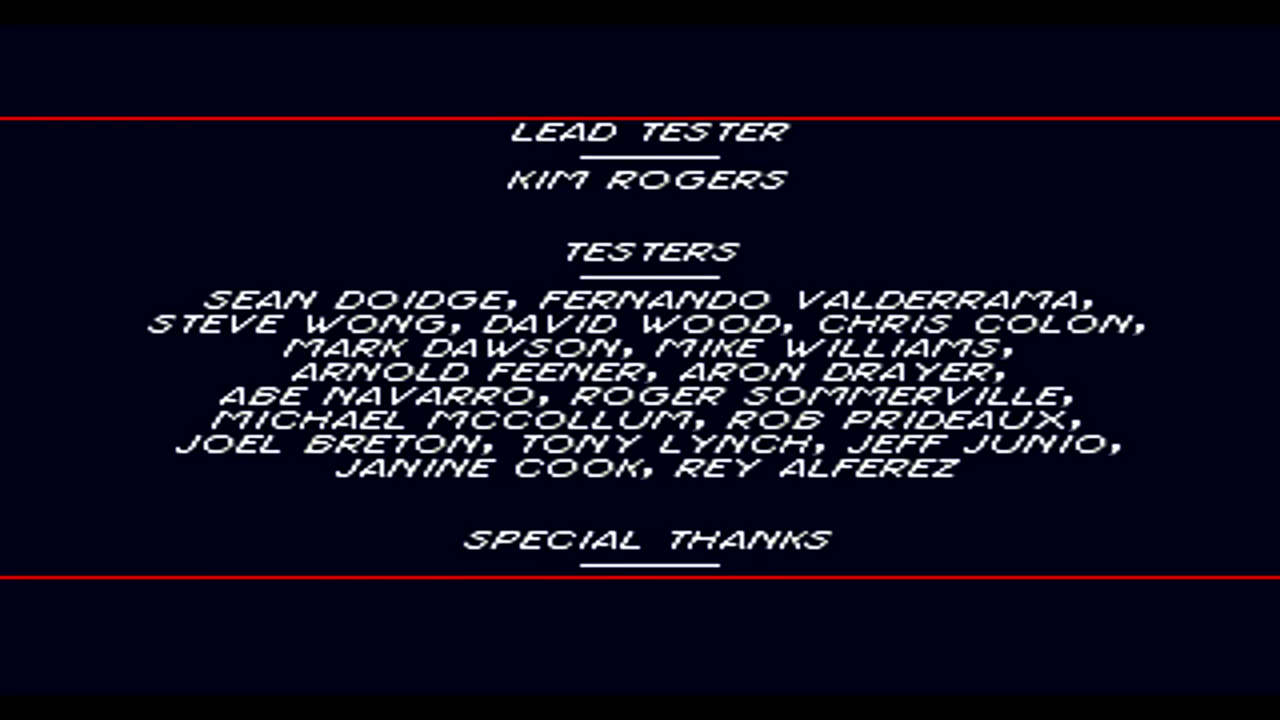 LEAD TESTER
KIM ROGERS
TESTERS
SEAN DOIDGE, FERNANDO VALDERRAMA,
STEVE WONG, DAVID WOOD, CHRIS COLON,
MARK DAWSON, MIKE WILLIAMS,
ARNOLD FEENER, ARON DRAYER,
ABE NAVARRO, ROGER SOMMERVILLE,
MICHAEL MCCOLLUM, ROB PRIDEAUX,
JOEL BRETON, TONY LYNCH, JEFF JUNIO,
JANINE COOK, REY ALFEREZ
SPECIAL THANKS